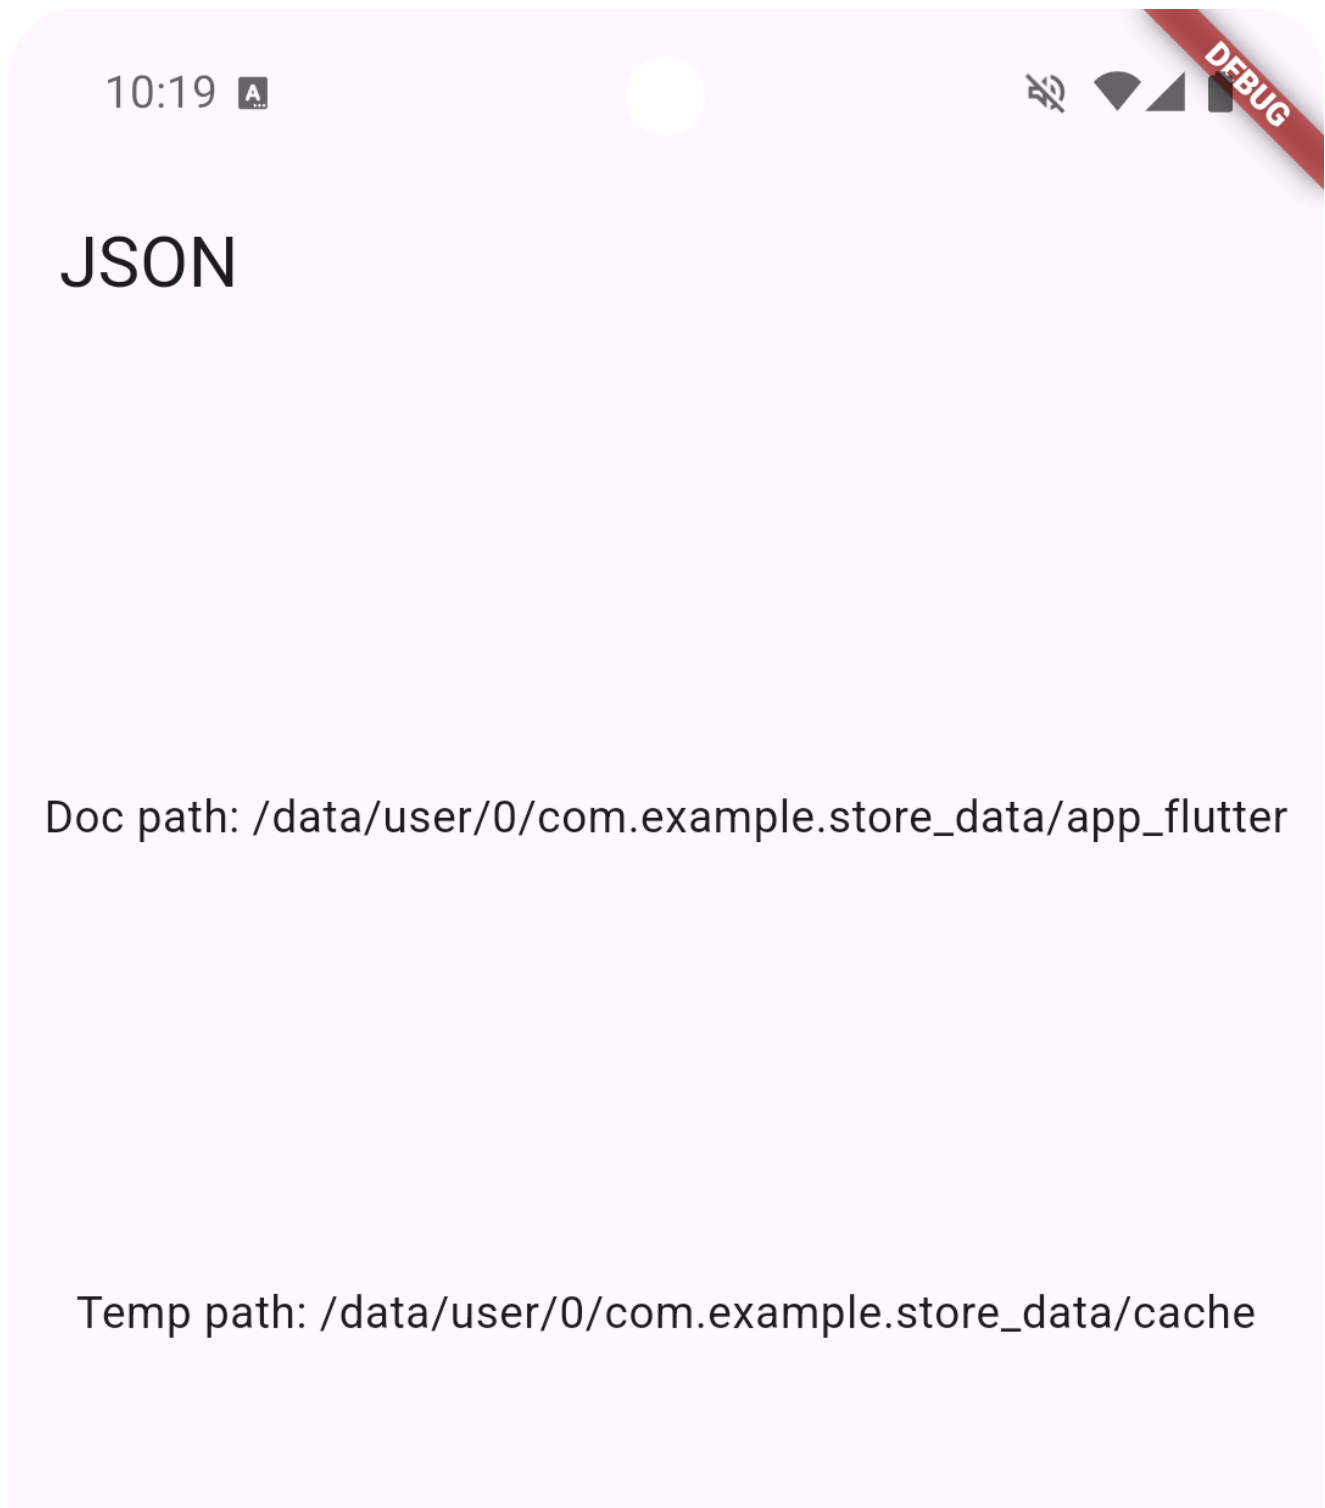 10:19 A
DEBUG
JSON
Doc path: /data/user/0/com.example.store_data/app_flutter
Temp path: /data/user/0/com.example.store_data/cache